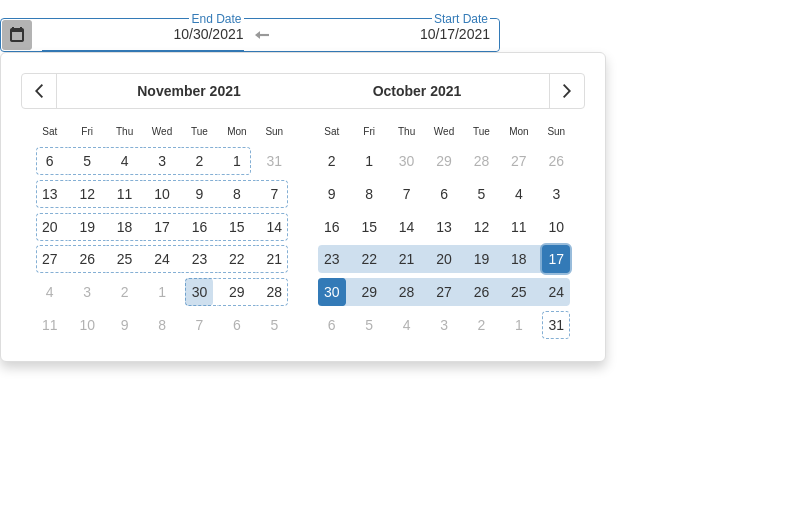 End Date Start Date
10/30/2021 10/17/2021
November 2021 October 2021
Sat Fri Thu Wed Tue Mon Sun Sat Fri Thu Wed Tue Mon Sun
6 5 4 3 2 1 31 2 1 30 29 28 27 26
13 12 11 10 9 8 7 9 8 7 6 5 4 3
20 19 18 17 16 15 14 16 15 14 13 12 11 10
27 26 25 24 23 22 21 23 22 21 20 19 18 17
4 3 2 1 30 29 28 30 29 28 27 26 25 24
11 10 9 8 7 6 5 6 5 4 3 2 1 31